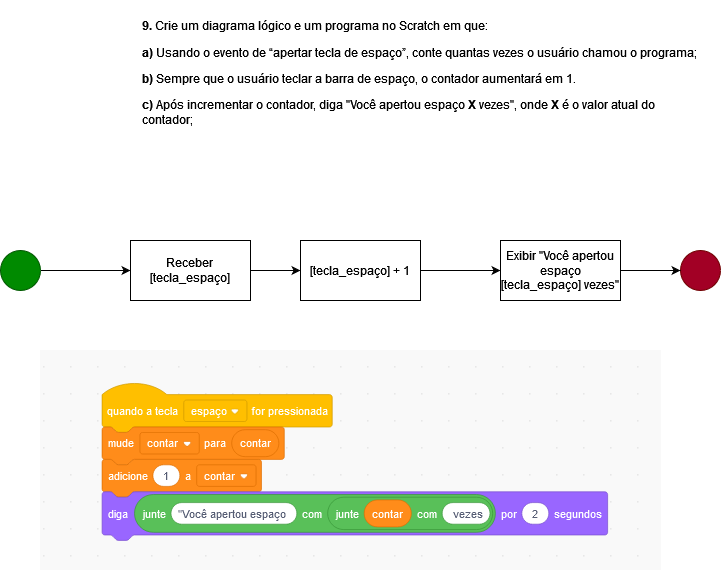 9. Crie um diagrama lógico e um programa no Scratch em que:
a) Usando o evento de “apertar tecla de espaço”, conte quantas vezes o usuário chamou o programa;
b) Sempre que o usuário teclar a barra de espaço, o contador aumentará em 1.
c) Após incrementar o contador, diga "Você apertou espaço X vezes", onde X é o valor atual do
contador;
Receber
[tecla_espaço]
[tecla_espaço] + 1
Exibir "Você apertou
espaço
[tecla_espaço] vezes"
quando a tecla espaço for pressionada
mude contar para contar
adicione 1 a contar
diga junte "Você apertou espaço com junte contar com vezes por 2 segundos